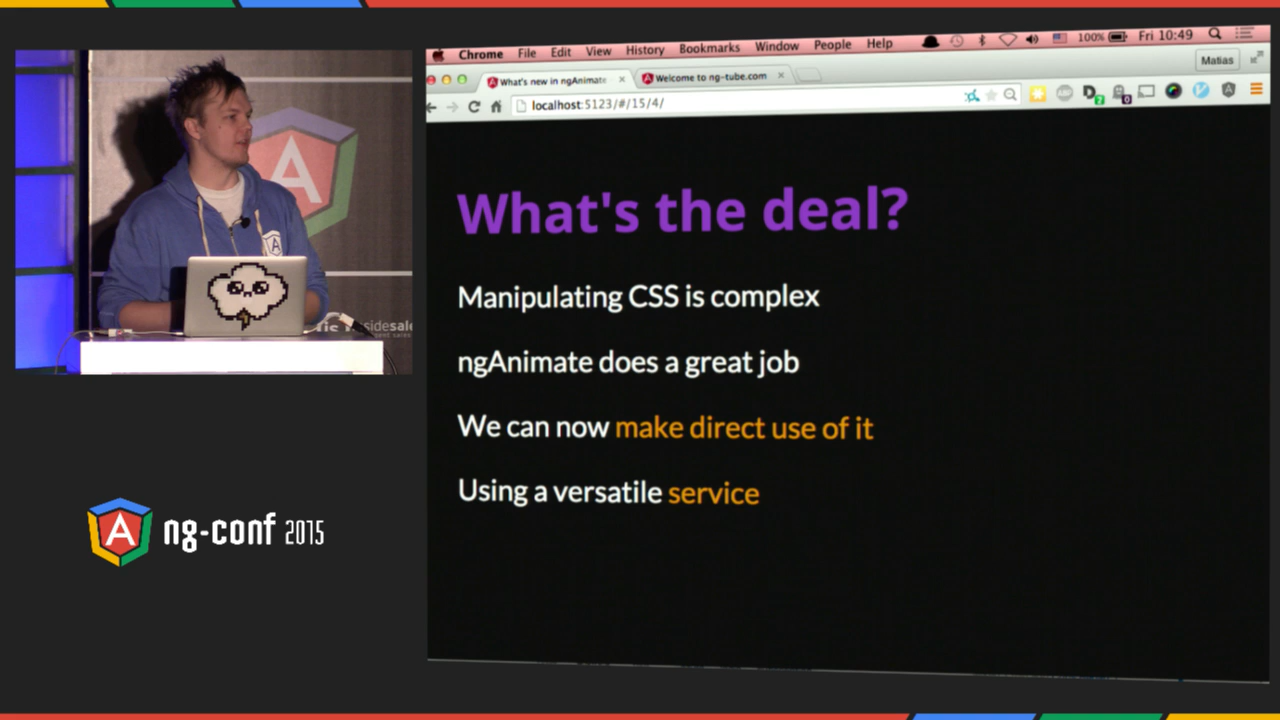 Chrome File Edit View History Bookmarks Window People Help 100% Fri 10:49
Matias
What's new in ngAnimate
Welcome to ng-tube.com
localhost:5123/#/15/4/
What's the deal?
Manipulating CSS is complex
ngAnimate does a great job
We can now make direct use of it
Using a versatile service
A
A
insidesale
A ng-conf 2015